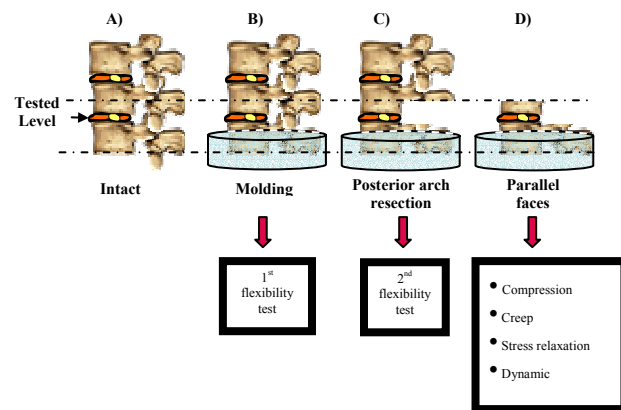 A)
B)
C)
D)
Tested
Level
Intact
Molding
Posterior arch
resection
Parallel
faces
1st
flexibility
test
2nd
flexibility
test
• Compression
• Creep
• Stress relaxation
• Dynamic